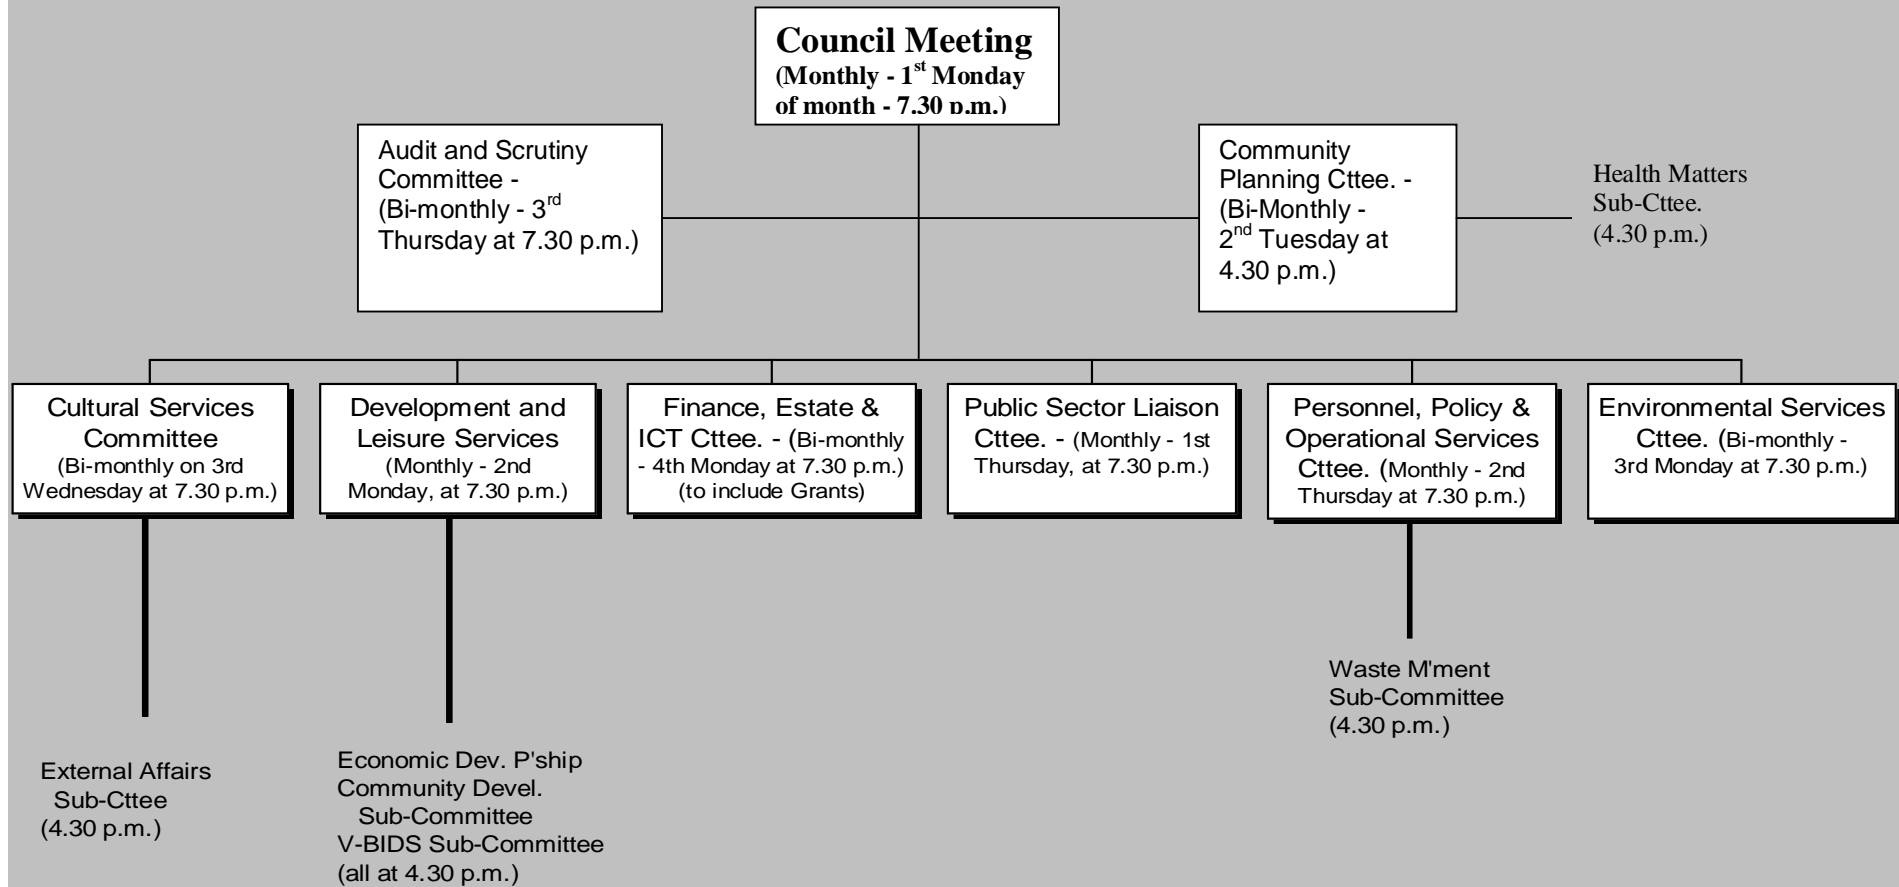 Council Meeting
(Monthly - 1st Monday
of month - 7.30 p.m.)
Audit and Scrutiny
Committee -
(Bi-monthly - 3rd
Thursday at 7.30 p.m.)
Community
Planning Cttee. -
(Bi-Monthly -
2nd Tuesday at
4.30 p.m.)
Health Matters
Sub-Cttee.
(4.30 p.m.)
Cultural Services
Committee
(Bi-monthly on 3rd
Wednesday at 7.30 p.m.)
Development and
Leisure Services
(Monthly - 2nd
Monday, at 7.30 p.m.)
Finance, Estate &
ICT Cttee. - (Bi-monthly
- 4th Monday at 7.30 p.m.)
(to include Grants)
Public Sector Liaison
Cttee. - (Monthly - 1st
Thursday, at 7.30 p.m.)
Personnel, Policy &
Operational Services
Cttee. (Monthly - 2nd
Thursday at 7.30 p.m.)
Environmental Services
Cttee. (Bi-monthly -
3rd Monday at 7.30 p.m.)
External Affairs
Sub-Cttee
(4.30 p.m.)
Economic Dev. P'ship
Community Devel.
Sub-Committee
V-BIDS Sub-Committee
(all at 4.30 p.m.)
Waste M'ment
Sub-Committee
(4.30 p.m.)